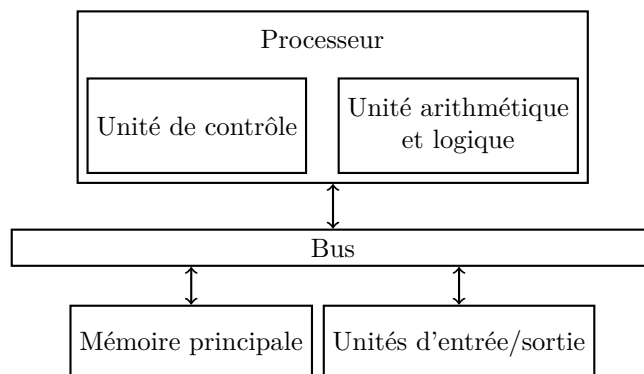 Processeur
Unité de contrôle
Unité arithmétique
et logique
Bus
Mémoire principale
Unités d'entrée/sortie